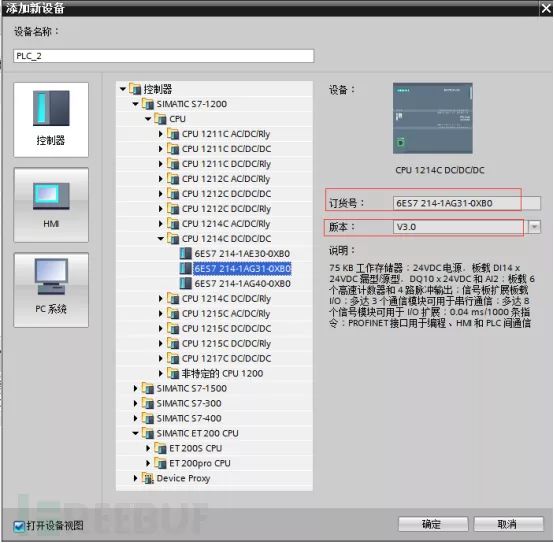 添加新设备
设备名称：
PLC_2
控制器
HMI
PC 系统
控制器
SIMATIC S7-1200
CPU
CPU 1211C AC/DC/Rly
CPU 1211C DC/DC/DC
CPU 1211C DC/DC/Rly
CPU 1212C AC/DC/Rly
CPU 1212C DC/DC/DC
CPU 1212C DC/DC/Rly
CPU 1214C AC/DC/Rly
CPU 1214C DC/DC/DC
6ES7 214-1AE30-0XB0
6ES7 214-1AG31-0XB0
6ES7 214-1AG40-0XB0
CPU 1214C DC/DC/Rly
CPU 1215C AC/DC/Rly
CPU 1215C DC/DC/DC
CPU 1215C DC/DC/Rly
CPU 1217C DC/DC/DC
非特定的 CPU 1200
SIMATIC S7-1500
SIMATIC S7-300
SIMATIC S7-400
SIMATIC ET 200 CPU
ET 200S CPU
ET 200pro CPU
Device Proxy
设备：
CPU 1214C DC/DC/DC
订货号：
6ES7 214-1AG31-0XB0
版本：
V3.0
说明：
75 KB 工作存储器；24VDC 电源，板载 DI14 x
24VDC 漏型/源型，DQ10 x 24VDC 和 AI2；板载 6
个高速计数器和 4 路脉冲输出；信号板扩展板载
I/O；多达 3 个通信模块可用于串行通信；多达 8
个信号模块可用于 I/O 扩展；0.04 ms/1000 条指
令；PROFINET 接口用于编程、HMI 和 PLC 间通信
打开设备视图
REEBUF
确定
取消